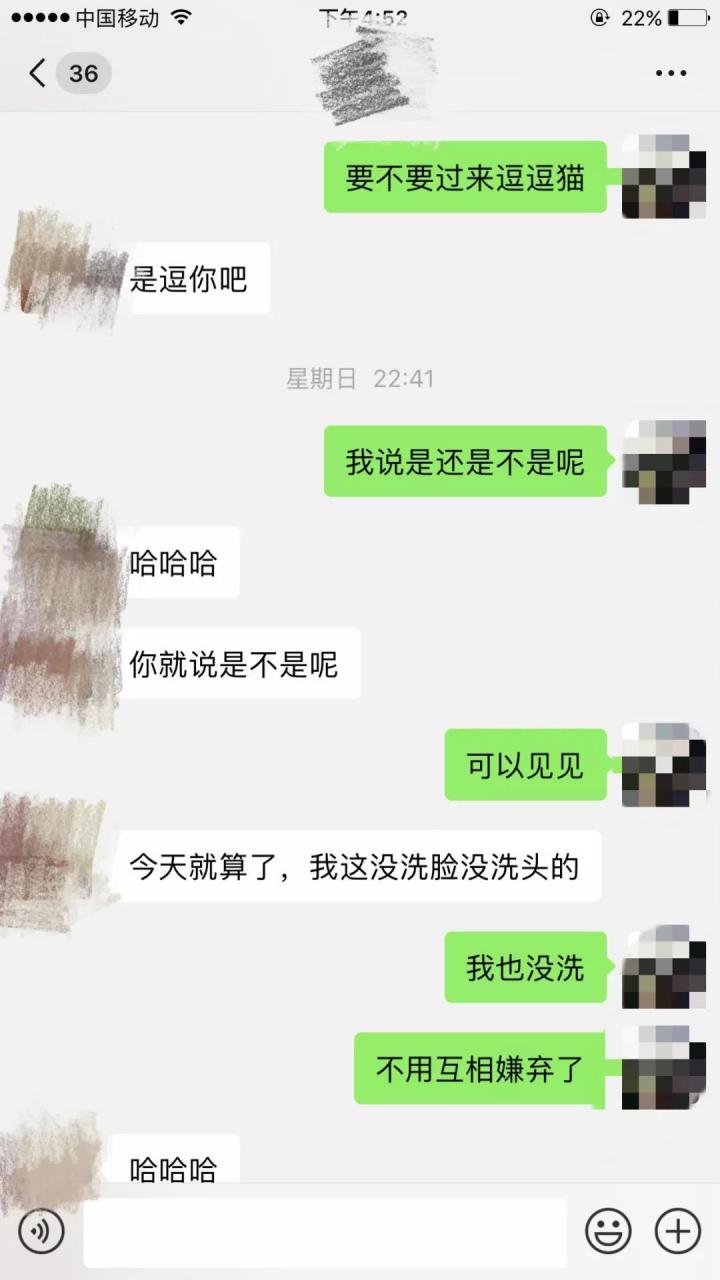 中国移动
下午4:52
22%
36
要不要过来逗逗猫
是逗你吧
星期日 22:41
我说是还是不是呢
哈哈哈
你就说是不是呢
可以见见
今天就算了，我这没洗脸没洗头的
我也没洗
不用互相嫌弃了
哈哈哈